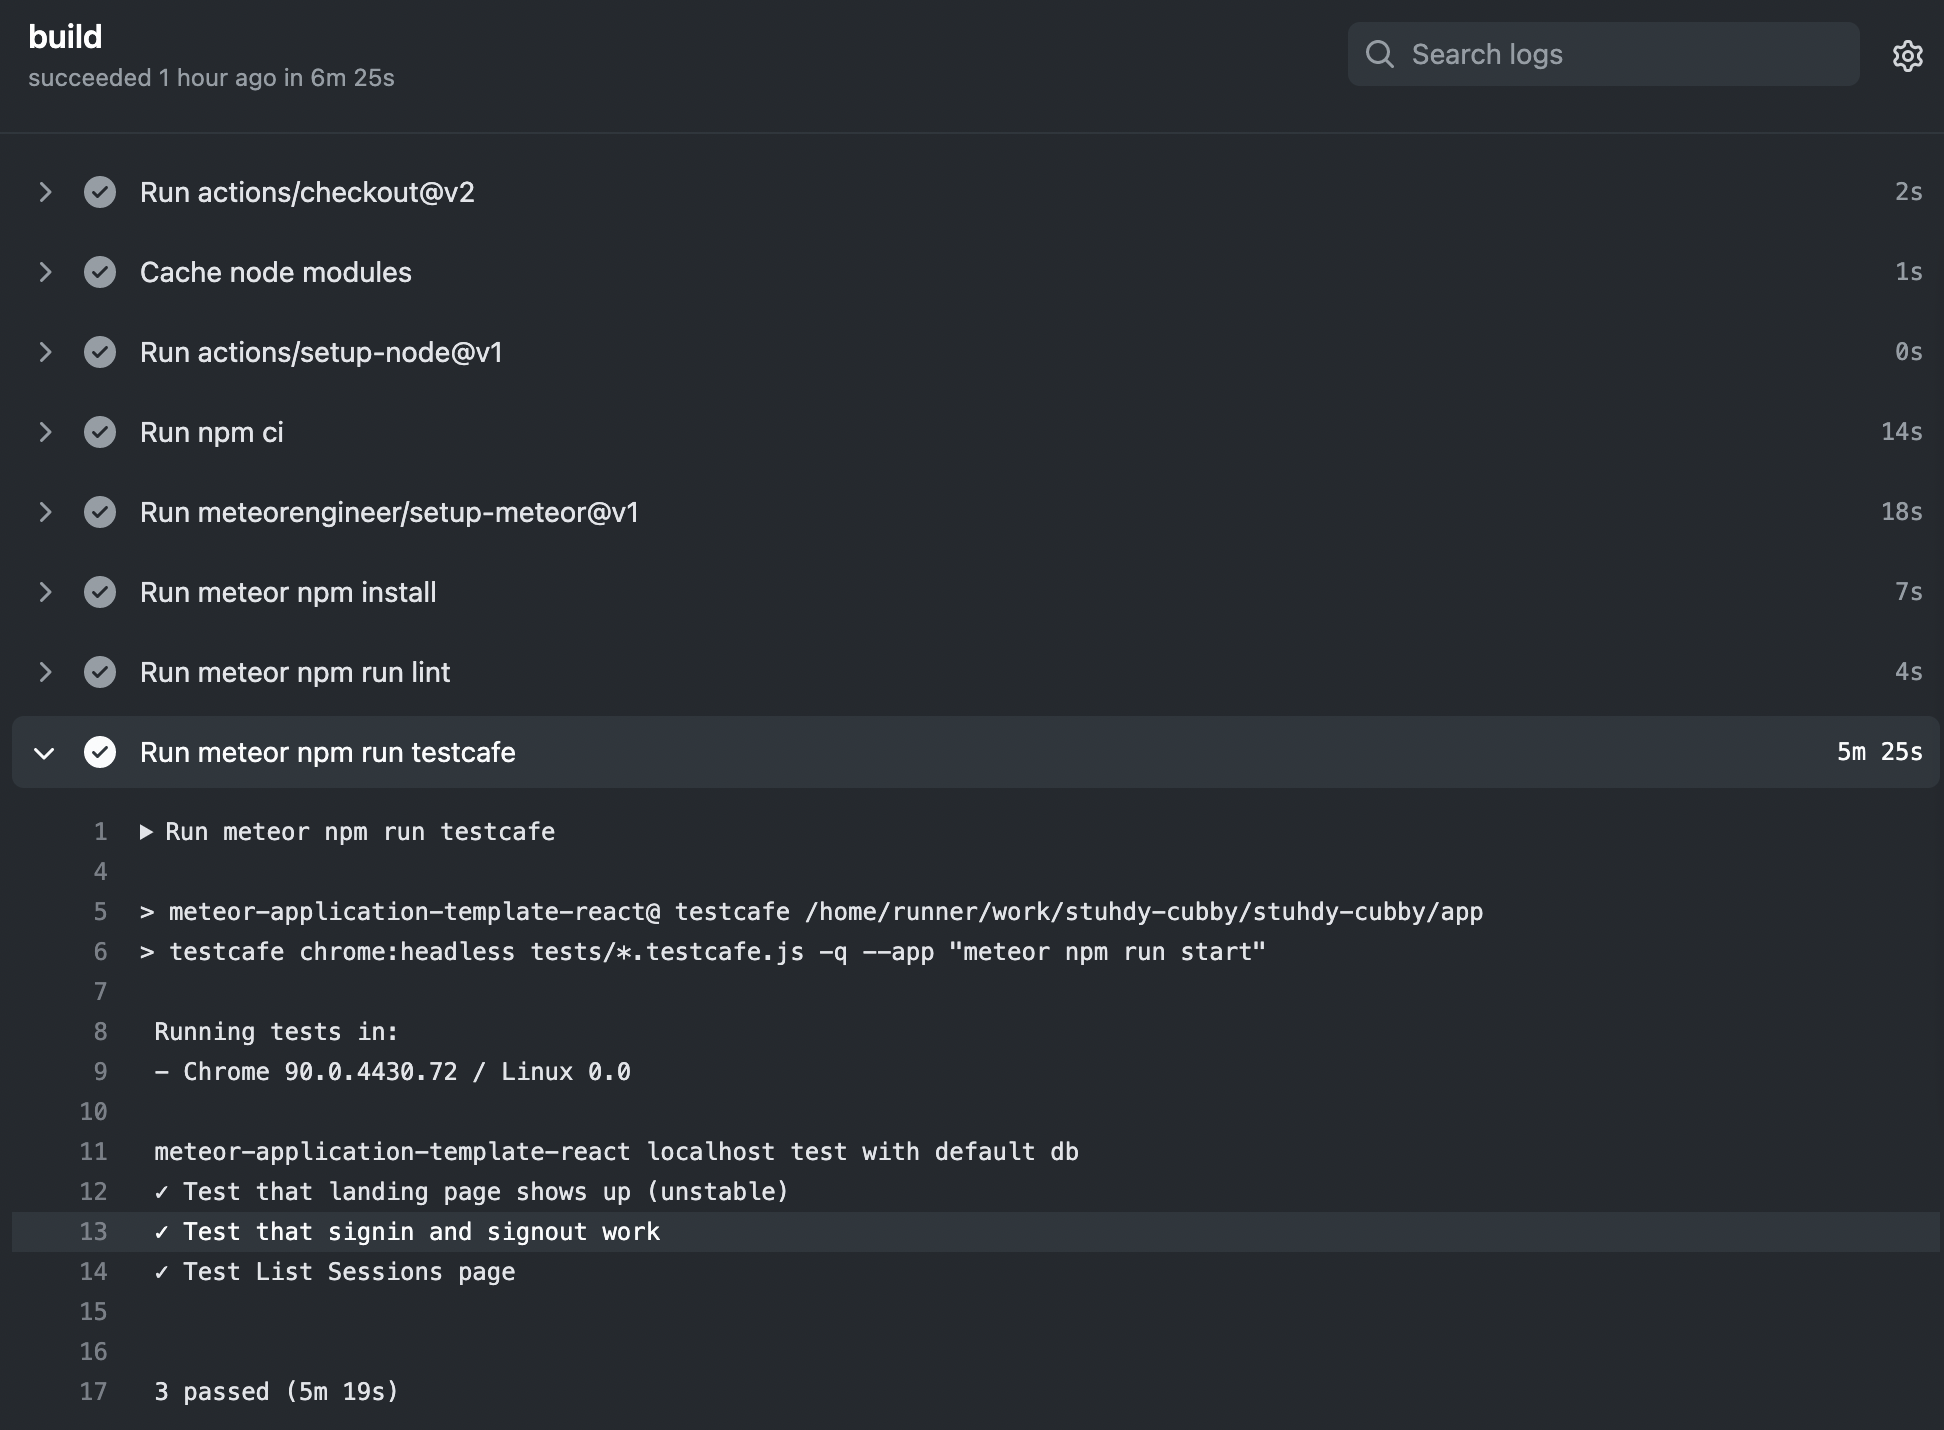 build
succeeded 1 hour ago in 6m 25s
Search logs
Run actions/checkout@v2 2s
Cache node modules 1s
Run actions/setup-node@v1 0s
Run npm ci 14s
Run meteorengineer/setup-meteor@v1 18s
Run meteor npm install 7s
Run meteor npm run lint 4s
Run meteor npm run testcafe 5m 25s
1 ▶ Run meteor npm run testcafe
4
5 > meteor-application-template-react@ testcafe /home/runner/work/stuhdy-cubby/stuhdy-cubby/app
6 > testcafe chrome:headless tests/*.testcafe.js -q --app "meteor npm run start"
7
8 Running tests in:
9 - Chrome 90.0.4430.72 / Linux 0.0
10
11 meteor-application-template-react localhost test with default db
12 ✓ Test that landing page shows up (unstable)
13 ✓ Test that signin and signout work
14 ✓ Test List Sessions page
15
16
17 3 passed (5m 19s)